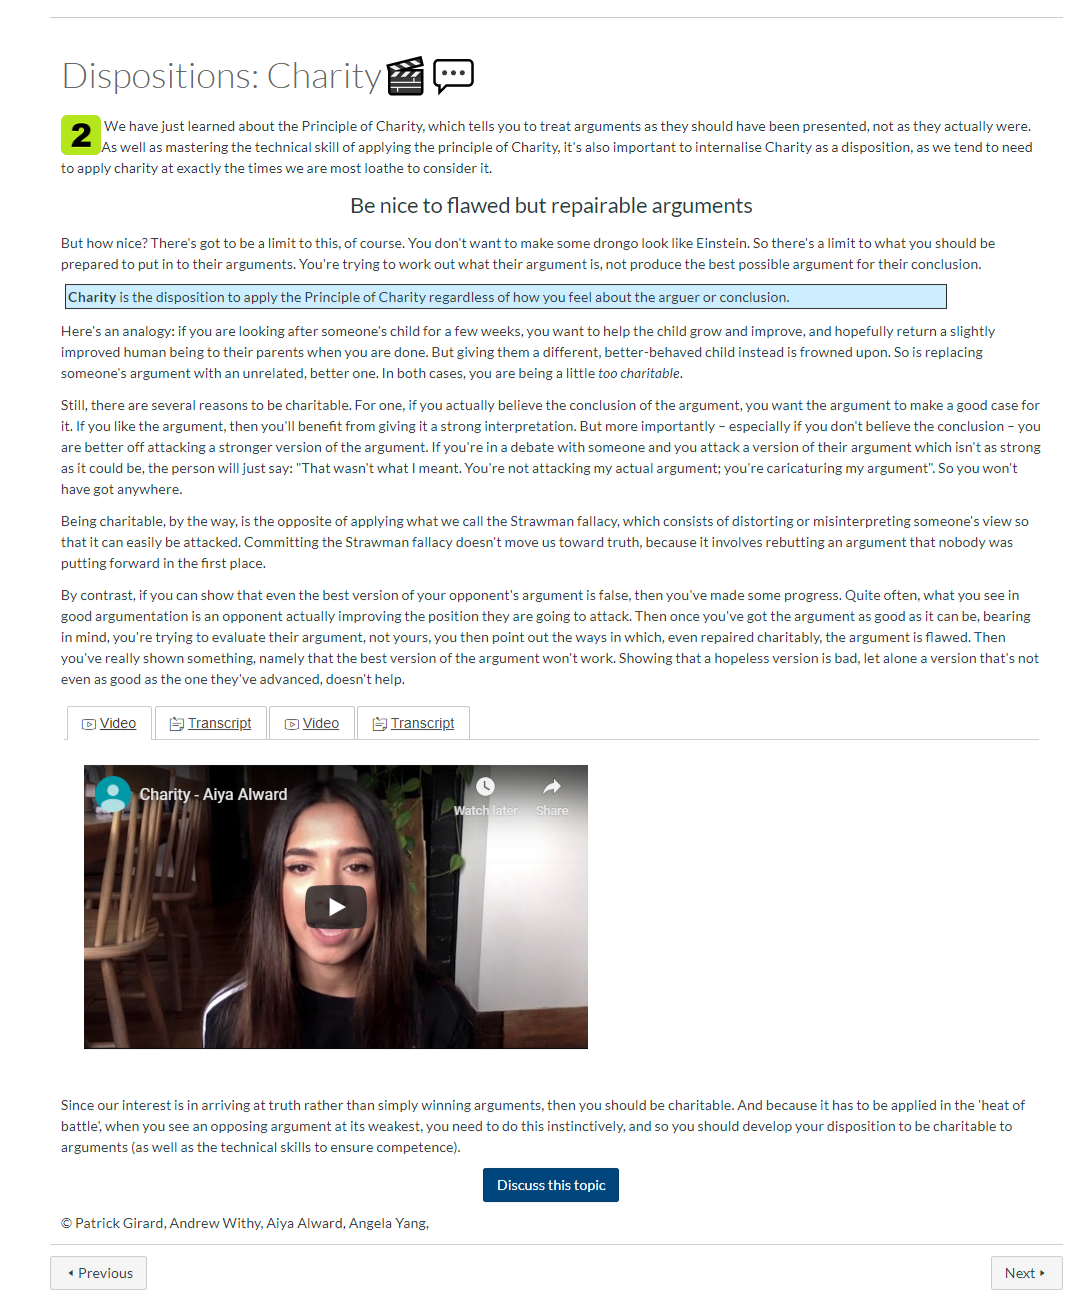 Dispositions: Charity
2
We have just learned about the Principle of Charity, which tells you to treat arguments as they should have been presented, not as they actually were.
As well as mastering the technical skill of applying the principle of Charity, it's also important to internalise Charity as a disposition, as we tend to need
to apply charity at exactly the times we are most loathe to consider it.
Be nice to flawed but repairable arguments
But how nice? There's got to be a limit to this, of course. You don't want to make some drongo look like Einstein. So there's a limit to what you should be
prepared to put in to their arguments. You're trying to work out what their argument is, not produce the best possible argument for their conclusion.
Charity is the disposition to apply the Principle of Charity regardless of how you feel about the arguer or conclusion.
Here's an analogy: if you are looking after someone's child for a few weeks, you want to help the child grow and improve, and hopefully return a slightly
improved human being to their parents when you are done. But giving them a different, better-behaved child instead is frowned upon. So is replacing
someone's argument with an unrelated, better one. In both cases, you are being a little too charitable.
Still, there are several reasons to be charitable. For one, if you actually believe the conclusion of the argument, you want the argument to make a good case for
it. If you like the argument, then you'll benefit from giving it a strong interpretation. But more importantly – especially if you don't believe the conclusion – you
are better off attacking a stronger version of the argument. If you're in a debate with someone and you attack a version of their argument which isn't as strong
as it could be, the person will just say: "That wasn't what I meant. You're not attacking my actual argument; you're caricaturing my argument". So you won't
have got anywhere.
Being charitable, by the way, is the opposite of applying what we call the Strawman fallacy, which consists of distorting or misinterpreting someone's view so
that it can easily be attacked. Committing the Strawman fallacy doesn't move us toward truth, because it involves rebutting an argument that nobody was
putting forward in the first place.
By contrast, if you can show that even the best version of your opponent's argument is false, then you've made some progress. Quite often, what you see in
good argumentation is an opponent actually improving the position they are going to attack. Then once you've got the argument as good as it can be, bearing
in mind, you're trying to evaluate their argument, not yours, you then point out the ways in which, even repaired charitably, the argument is flawed. Then
you've really shown something, namely that the best version of the argument won't work. Showing that a hopeless version is bad, let alone a version that's not
even as good as the one they've advanced, doesn't help.
Video Transcript Video Transcript
Charity - Aiya Alward
Watch later Share
Since our interest is in arriving at truth rather than simply winning arguments, then you should be charitable. And because it has to be applied in the 'heat of
battle', when you see an opposing argument at its weakest, you need to do this instinctively, and so you should develop your disposition to be charitable to
arguments (as well as the technical skills to ensure competence).
Discuss this topic
© Patrick Girard, Andrew Withy, Aiya Alward, Angela Yang,
Previous Next